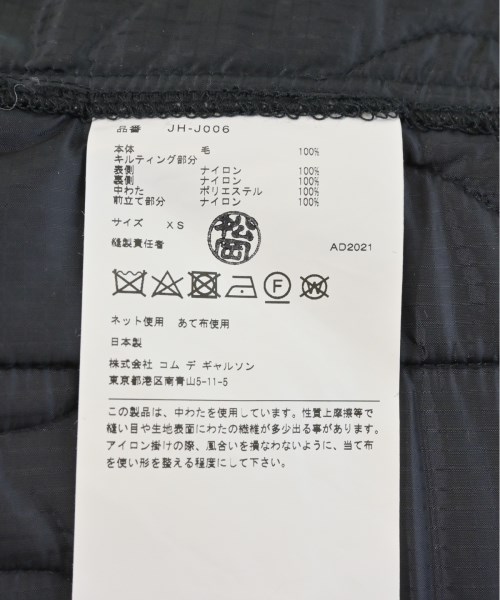 品番 JH-J006
本体 毛 100%
キルティング部分
表側 ナイロン 100%
裏側 ナイロン 100%
中わた ポリエステル 100%
前立て部分 ナイロン 100%
サイズ XS
松岡
縫製責任者 AD2021
F W
ネット使用 あて布使用
日本製
株式会社 コム デ ギャルソン
東京都港区南青山5-11-5
この製品は、中わたを使用しています。性質上摩擦等で
縫い目や生地表面にわたの繊維が多少出る事があります。
アイロン掛けの際、風合いを損なわないように、当て布
を使い形を整える程度にして下さい。